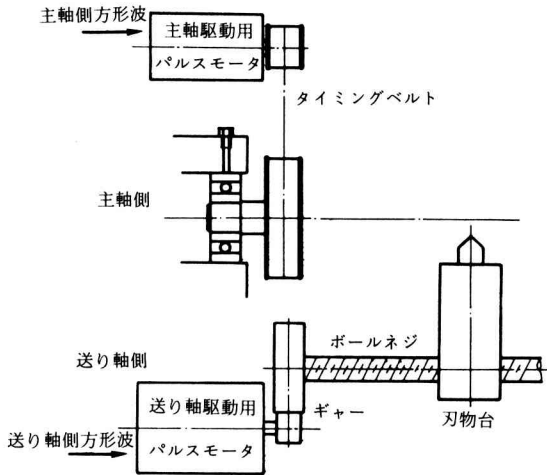 主軸側方形波
主軸駆動用
パルスモータ
タイミングベルト
主軸側
ボールネジ
送り軸側
送り軸駆動用
ギャー
刃物台
送り軸側方形波
パルスモータ